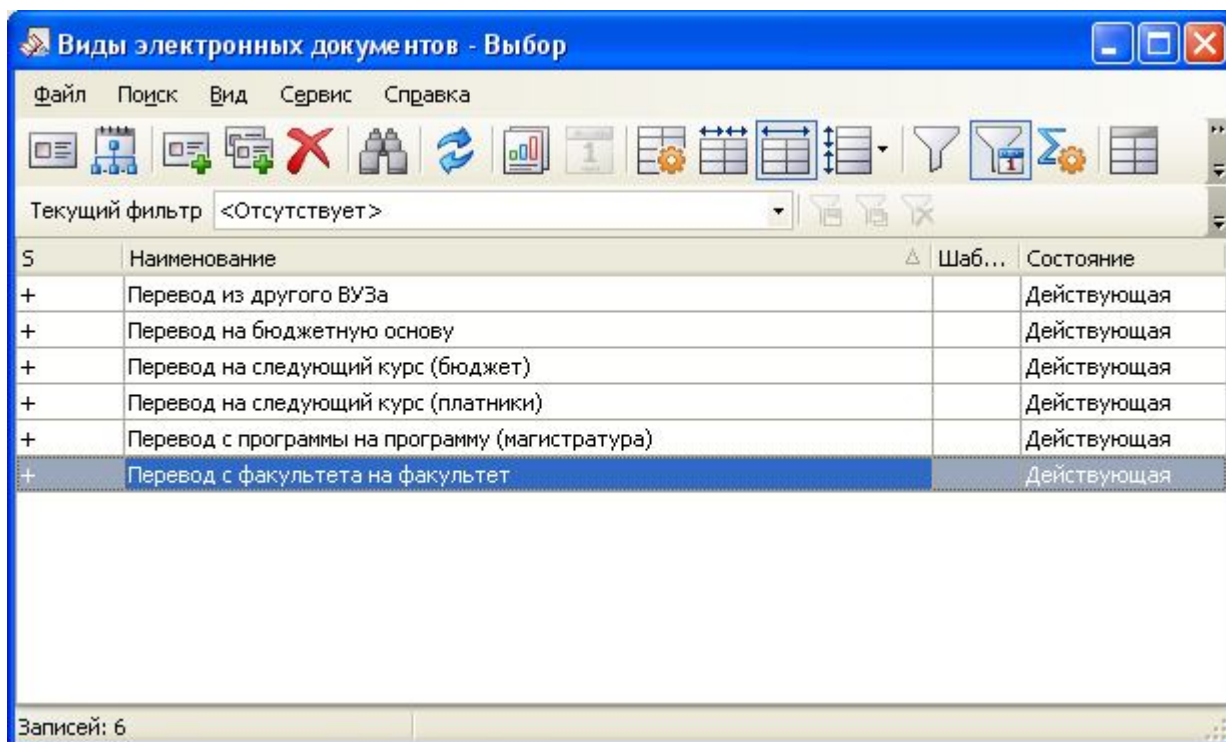 Виды электронных документов - Выбор
Файл Поиск Вид Сервис Справка
1
1
Текущий фильтр <Отсутствует>
S Наименование Шаб... Состояние
+ Перевод из другого ВУЗа Действующая
+ Перевод на бюджетную основу Действующая
+ Перевод на следующий курс (бюджет) Действующая
+ Перевод на следующий курс (платники) Действующая
+ Перевод с программы на программу (магистратура) Действующая
+ Перевод с факультета на факультет Действующая
Записей: 6